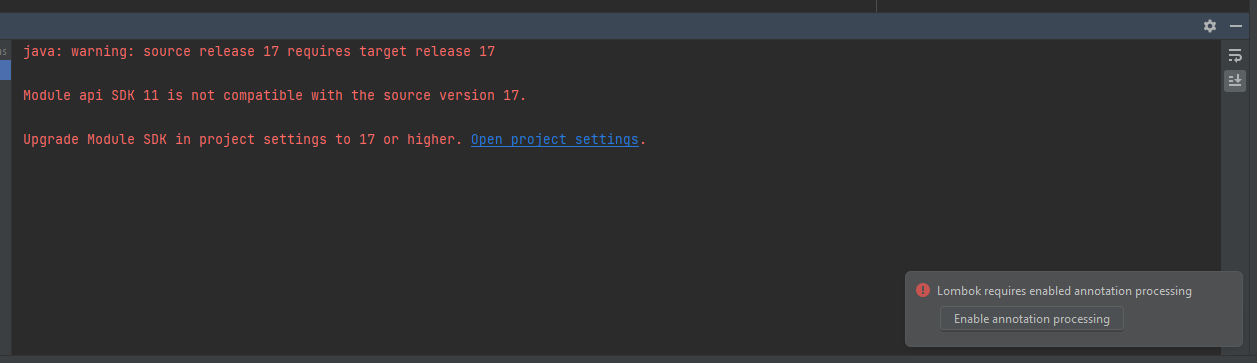 java: warning: source release 17 requires target release 17
Module api SDK 11 is not compatible with the source version 17.
Upgrade Module SDK in project settings to 17 or higher. Open project settings.
Lombok requires enabled annotation processing
Enable annotation processing